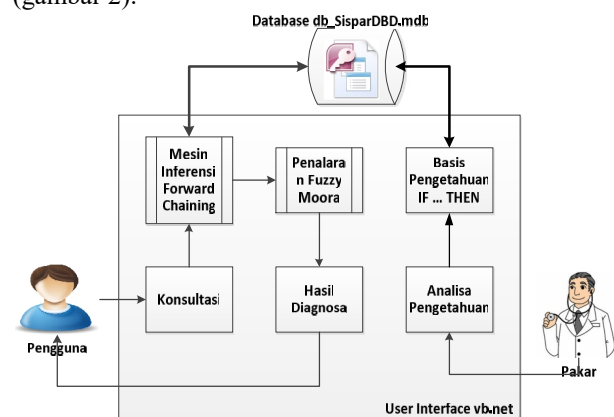 (gambar 2).
Database db_SisparDBD.mdb
Mesin
Inferensi
Forward
Chaining
Penalara
n Fuzzy
Moora
Basis
Pengetahuan
IF ... THEN
Konsultasi
Hasil
Diagnosa
Analisa
Pengetahuan
Pengguna
Pakar
User Interface vb.net